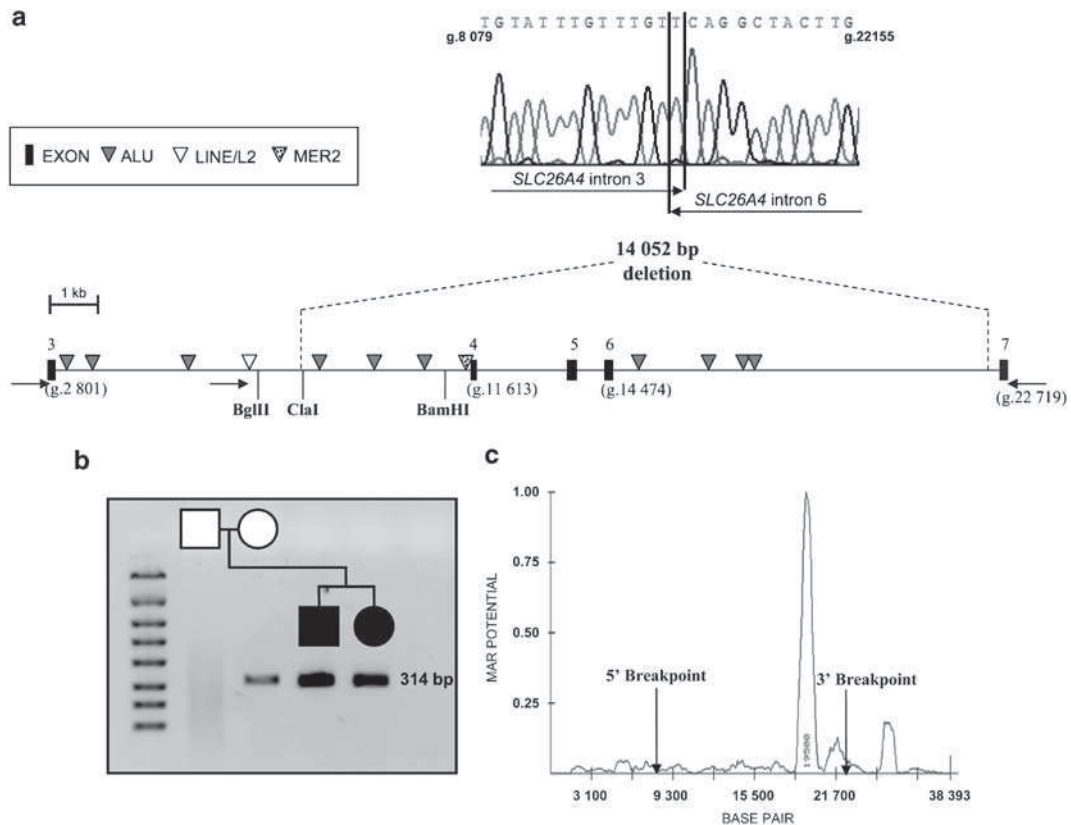 a
T G T A T T T G T T T G T T C A G G C T A C T T G
g.8 079
g.22155
EXON ALU LINE/L2 MER2
SLC26A4 intron 3
SLC26A4 intron 6
14 052 bp
deletion
1 kb
3 4 5 6 7
(g.2 801) (g.11 613) (g.14 474) (g.22 719)
BglII ClaI BamHI
b
314 bp
c
MAR POTENTIAL
1.00
0.75
0.50
0.25
5' Breakpoint
3' Breakpoint
19500
3 100 9 300 15 500 21 700 38 393
BASE PAIR